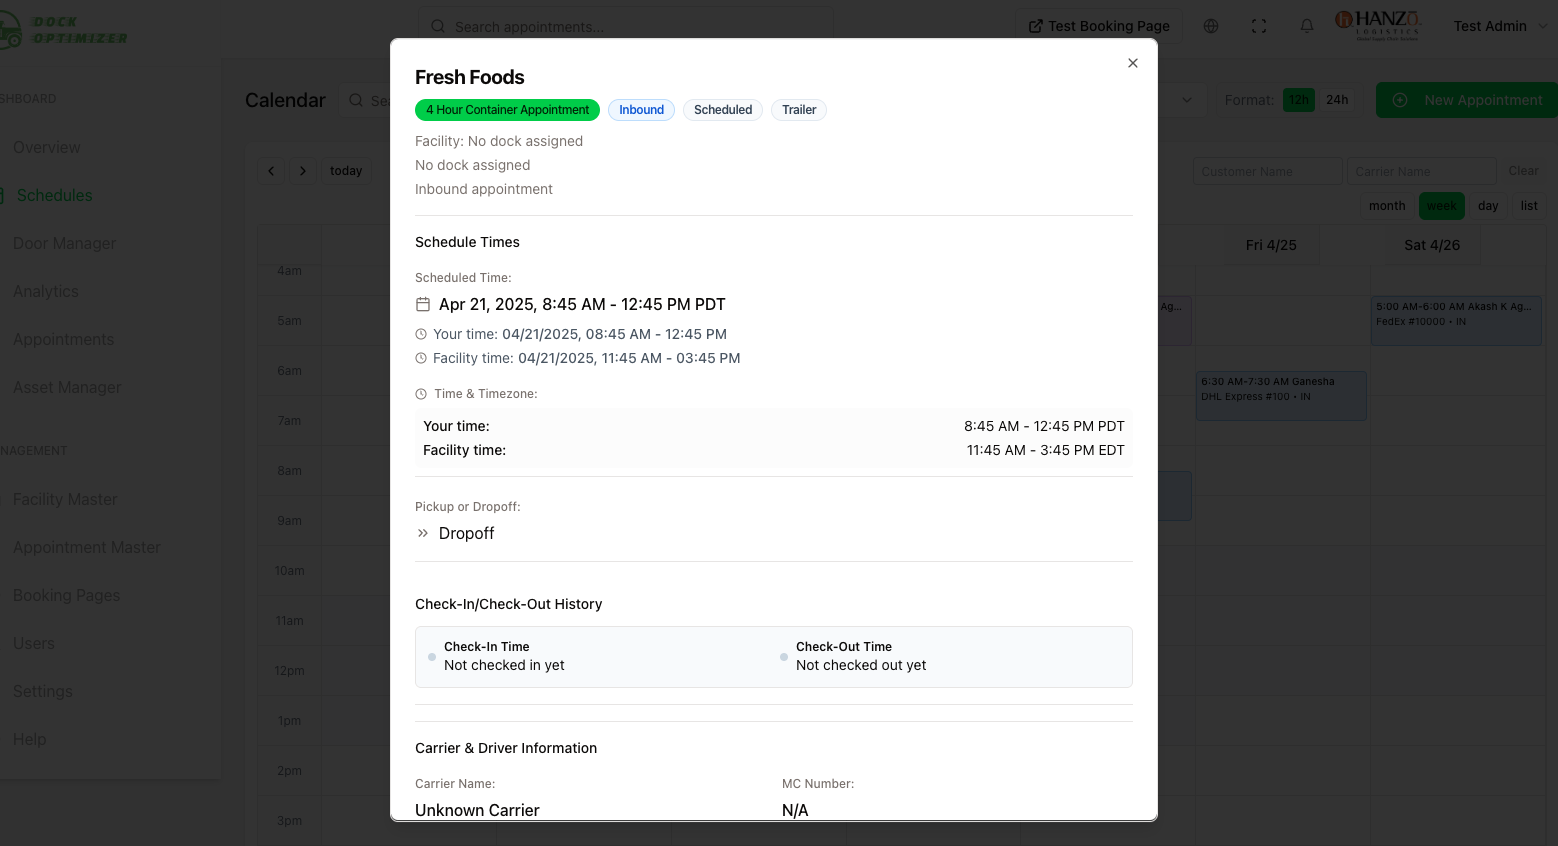 DOCK
OPTIMIZER
Search appointments...
Test Booking Page
HANZO
LOGISTICS
Test Admin
Calendar
Format: 12h 24h
New Appointment
SHBOARD
Overview
Schedules
Door Manager
Analytics
Appointments
Asset Manager
NAGEMENT
Facility Master
Appointment Master
Booking Pages
Users
Settings
Help
today
Customer Name
Carrier Name
Clear
month week day list
Fri 4/25
Sat 4/26
4am
5am
6am
7am
8am
9am
10am
11am
12pm
1pm
2pm
3pm
Ag...
5:00 AM-6:00 AM Akash K Ag...
FedEx #10000 • IN
6:30 AM-7:30 AM Ganesha
DHL Express #100 • IN
Fresh Foods
4 Hour Container Appointment
Inbound
Scheduled
Trailer
Facility: No dock assigned
No dock assigned
Inbound appointment
Schedule Times
Scheduled Time:
Apr 21, 2025, 8:45 AM - 12:45 PM PDT
Your time: 04/21/2025, 08:45 AM - 12:45 PM
Facility time: 04/21/2025, 11:45 AM - 03:45 PM
Time & Timezone:
Your time: 8:45 AM - 12:45 PM PDT
Facility time: 11:45 AM - 3:45 PM EDT
Pickup or Dropoff:
Dropoff
Check-In/Check-Out History
Check-In Time
Not checked in yet
Check-Out Time
Not checked out yet
Carrier & Driver Information
Carrier Name:
Unknown Carrier
MC Number:
N/A